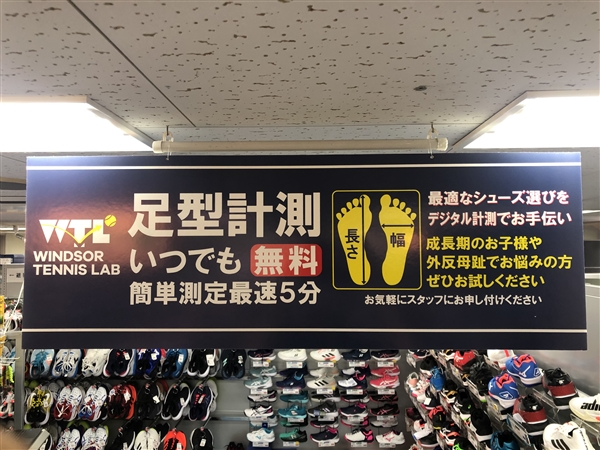 WTL
WINDSOR
TENNIS LAB
足型計測
いつでも 無料
簡単測定最速5分
長さ
幅
最適なシューズ選びを
デジタル計測でお手伝い
成長期のお子様や
外反母趾でお悩みの方
ぜひお試しください
お気軽にスタッフにお申し付けください